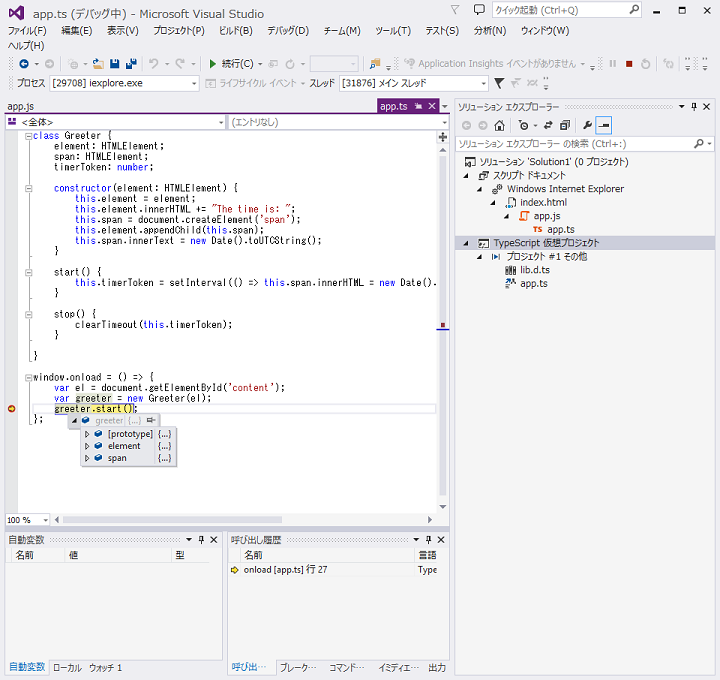 app.ts (デバッグ中) - Microsoft Visual Studio
クイック起動 (Ctrl+Q)
ファイル(F) 編集(E) 表示(V) プロジェクト(P) ビルド(B) デバッグ(D) チーム(M) ツール(T) テスト(S) 分析(N) ウィンドウ(W)
ヘルプ(H)
続行(C) Application Insights イベントがありません
プロセス [29708] iexplore.exe ライフサイクル イベント スレッド [31876] メイン スレッド
app.js
app.ts
<全体>
(エントリなし)
class Greeter {
element: HTMLElement;
span: HTMLElement;
timerToken: number;
constructor(element: HTMLElement) {
this.element = element;
this.element.innerHTML += "The time is: ";
this.span = document.createElement('span');
this.element.appendChild(this.span);
this.span.innerText = new Date().toUTCString();
}
start() {
this.timerToken = setInterval(() => this.span.innerHTML = new Date().
}
stop() {
clearTimeout(this.timerToken);
}
}
window.onload = () => {
var el = document.getElementById('content');
var greeter = new Greeter(el);
greeter.start();
};
greeter {...}
[prototype] {...}
element {...}
span {...}
100 %
ソリューション エクスプローラー
ソリューション エクスプローラー の検索 (Ctrl+:)
ソリューション 'Solution1' (0 プロジェクト)
スクリプト ドキュメント
Windows Internet Explorer
index.html
app.js
TS app.ts
TypeScript 仮想プロジェクト
プロジェクト #1 その他
lib.d.ts
app.ts
自動変数
名前 値 型
自動変数 ローカル ウォッチ 1
呼び出し履歴
名前 言語
onload [app.ts] 行 27 Type
呼び出… ブレーク… コマンド… イミディエ… 出力